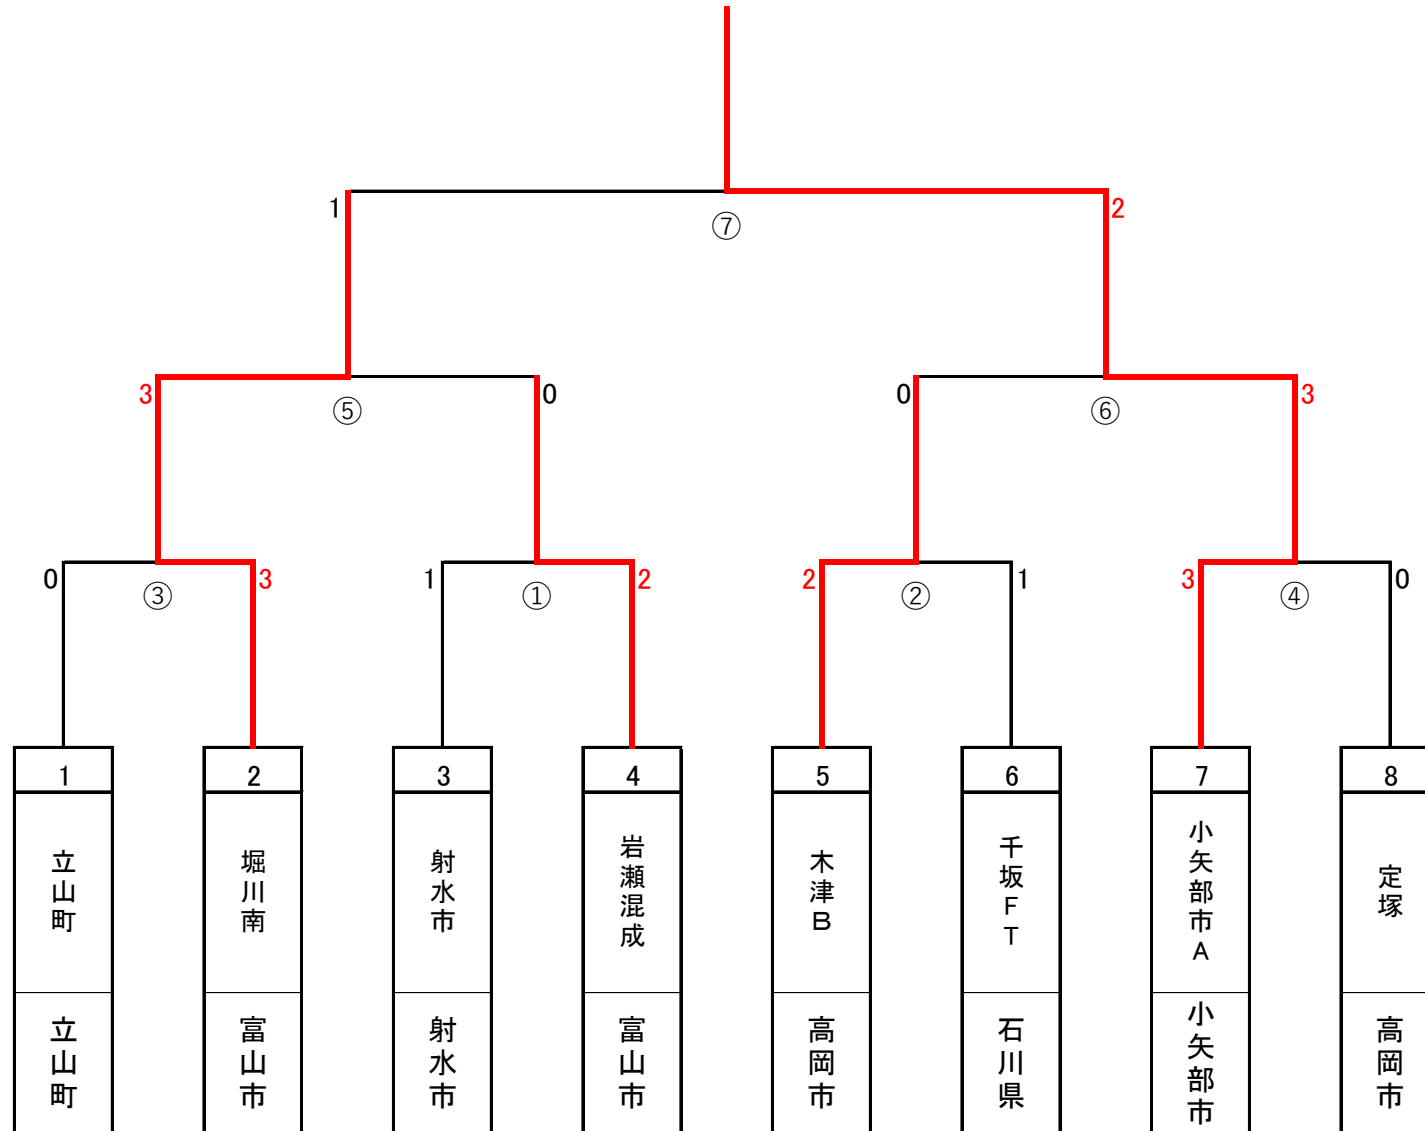 1 2
⑦
3 0 0 3
⑤ ⑥
0 3 1 2 2 1 3 0
③ ① ② ④
1 2 3 4 5 6 7 8
立山町
堀川南
射水市
岩瀬混成
木津B
千坂FT
小矢部市A
定塚
立山町
富山市
射水市
富山市
高岡市
石川県
小矢部市
高岡市